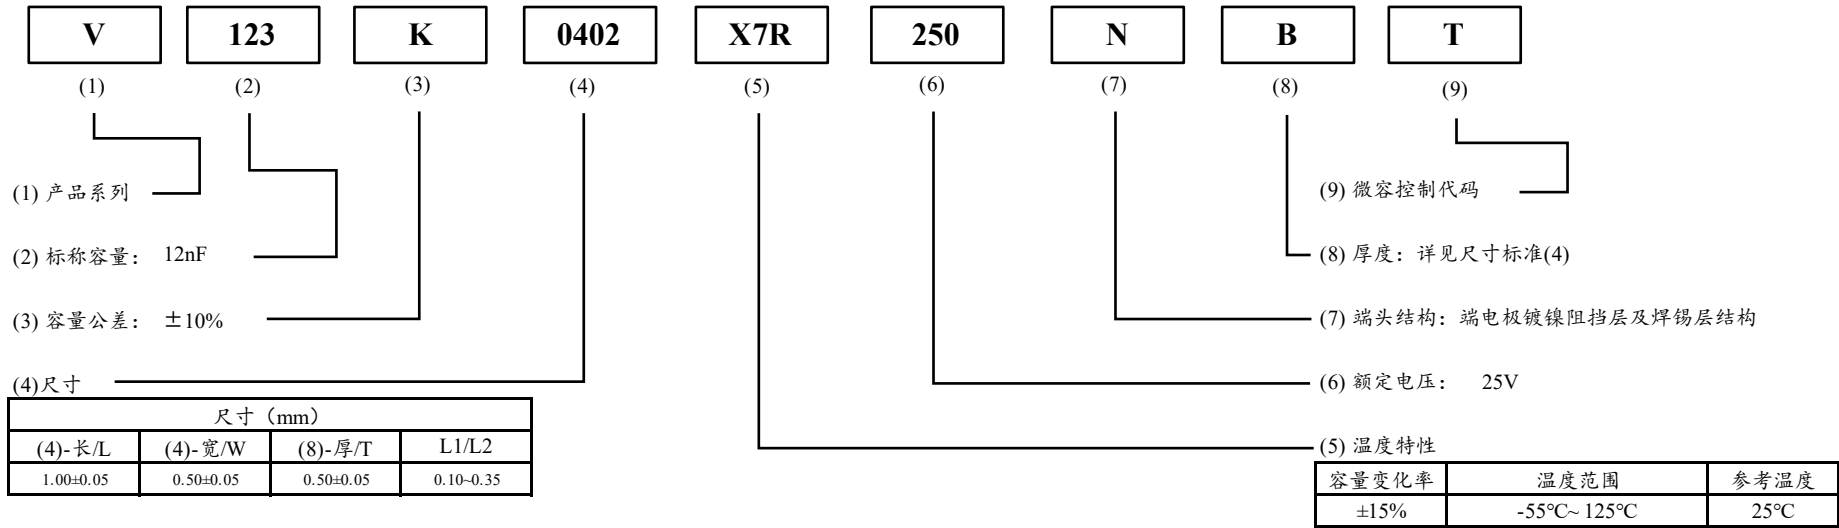 V 123 K 0402 X7R 250 N B T
(1) (2) (3) (4) (5) (6) (7) (8) (9)
(1) 产品系列
(9) 微容控制代码
(2) 标称容量： 12nF
(8) 厚度：详见尺寸标准(4)
(3) 容量公差： ±10%
(7) 端头结构：端电极镀镍阻挡层及焊锡层结构
(4)尺寸
(6) 额定电压： 25V
尺寸（mm）
(4)-长/L (4)-宽/W (8)-厚/T L1/L2
1.00±0.05 0.50±0.05 0.50±0.05 0.10~0.35
(5) 温度特性
容量变化率 温度范围 参考温度
±15% -55℃~ 125℃ 25℃